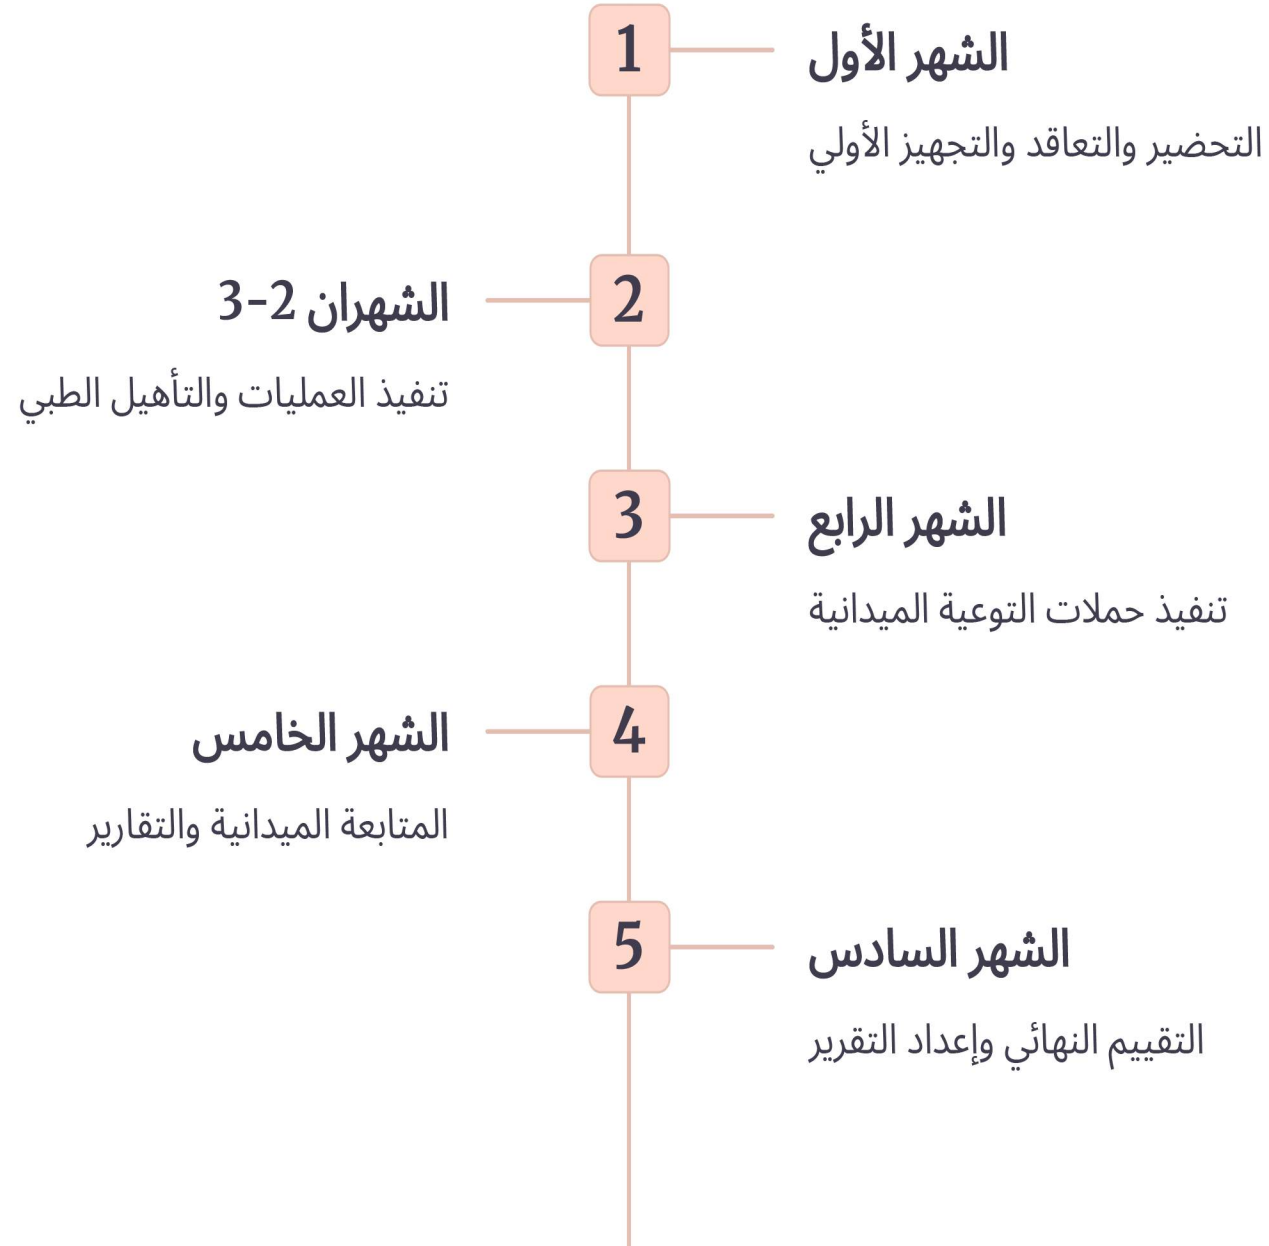 1
الشهر الأول
التحضير والتعاقد والتجهيز الأولي
2
الشهران 2-3
تنفيذ العمليات والتأهيل الطبي
3
الشهر الرابع
تنفيذ حملات التوعية الميدانية
4
الشهر الخامس
المتابعة الميدانية والتقارير
5
الشهر السادس
التقييم النهائي وإعداد التقرير